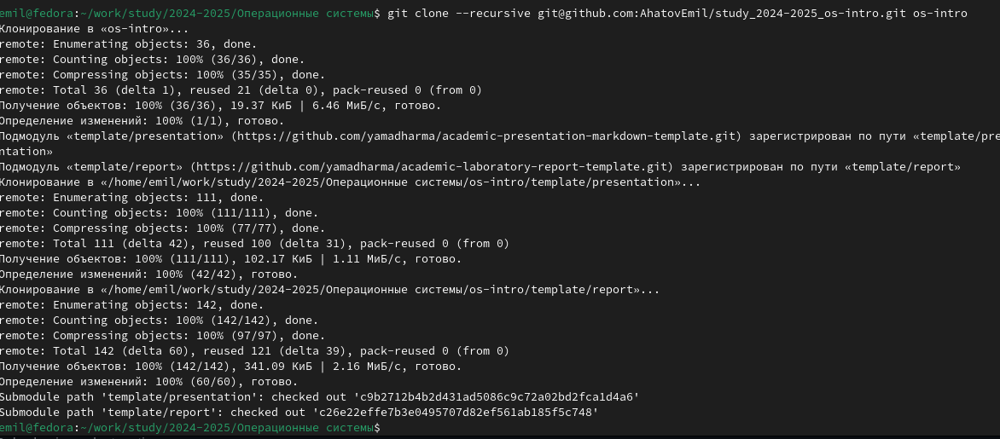 emil@fedora:~/work/study/2024-2025/Операционные системы$ git clone --recursive git@github.com:AhatovEmil/study_2024-2025_os-intro.git os-intro
Клонирование в «os-intro»...
remote: Enumerating objects: 36, done.
remote: Counting objects: 100% (36/36), done.
remote: Compressing objects: 100% (35/35), done.
remote: Total 36 (delta 1), reused 21 (delta 0), pack-reused 0 (from 0)
Получение объектов: 100% (36/36), 19.37 КиБ | 6.46 МиБ/с, готово.
Определение изменений: 100% (1/1), готово.
Подмодуль «template/presentation» (https://github.com/yamadharma/academic-presentation-markdown-template.git) зарегистрирован по пути «template/pre
ntation»
Подмодуль «template/report» (https://github.com/yamadharma/academic-laboratory-report-template.git) зарегистрирован по пути «template/report»
Клонирование в «/home/emil/work/study/2024-2025/Операционные системы/os-intro/template/presentation»...
remote: Enumerating objects: 111, done.
remote: Counting objects: 100% (111/111), done.
remote: Compressing objects: 100% (77/77), done.
remote: Total 111 (delta 42), reused 100 (delta 31), pack-reused 0 (from 0)
Получение объектов: 100% (111/111), 102.17 КиБ | 1.11 МиБ/с, готово.
Определение изменений: 100% (42/42), готово.
Клонирование в «/home/emil/work/study/2024-2025/Операционные системы/os-intro/template/report»...
remote: Enumerating objects: 142, done.
remote: Counting objects: 100% (142/142), done.
remote: Compressing objects: 100% (97/97), done.
remote: Total 142 (delta 60), reused 121 (delta 39), pack-reused 0 (from 0)
Получение объектов: 100% (142/142), 341.09 КиБ | 2.16 МиБ/с, готово.
Определение изменений: 100% (60/60), готово.
Submodule path 'template/presentation': checked out 'c9b2712b4b2d431ad5086c9c72a02bd2fca1d4a6'
Submodule path 'template/report': checked out 'c26e22effe7b3e0495707d82ef561ab185f5c748'
emil@fedora:~/work/study/2024-2025/Операционные системы$